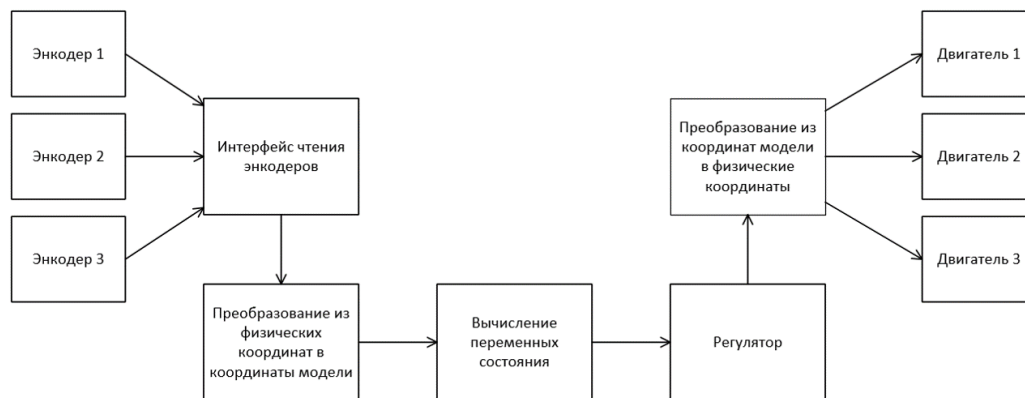 Энкодер 1
Энкодер 2
Энкодер 3
Интерфейс чтения
энкодеров
Преобразование из
физических
координат в
координаты модели
Вычисление
переменных
состояния
Регулятор
Преобразование из
координат модели
в физические
координаты
Двигатель 1
Двигатель 2
Двигатель 3